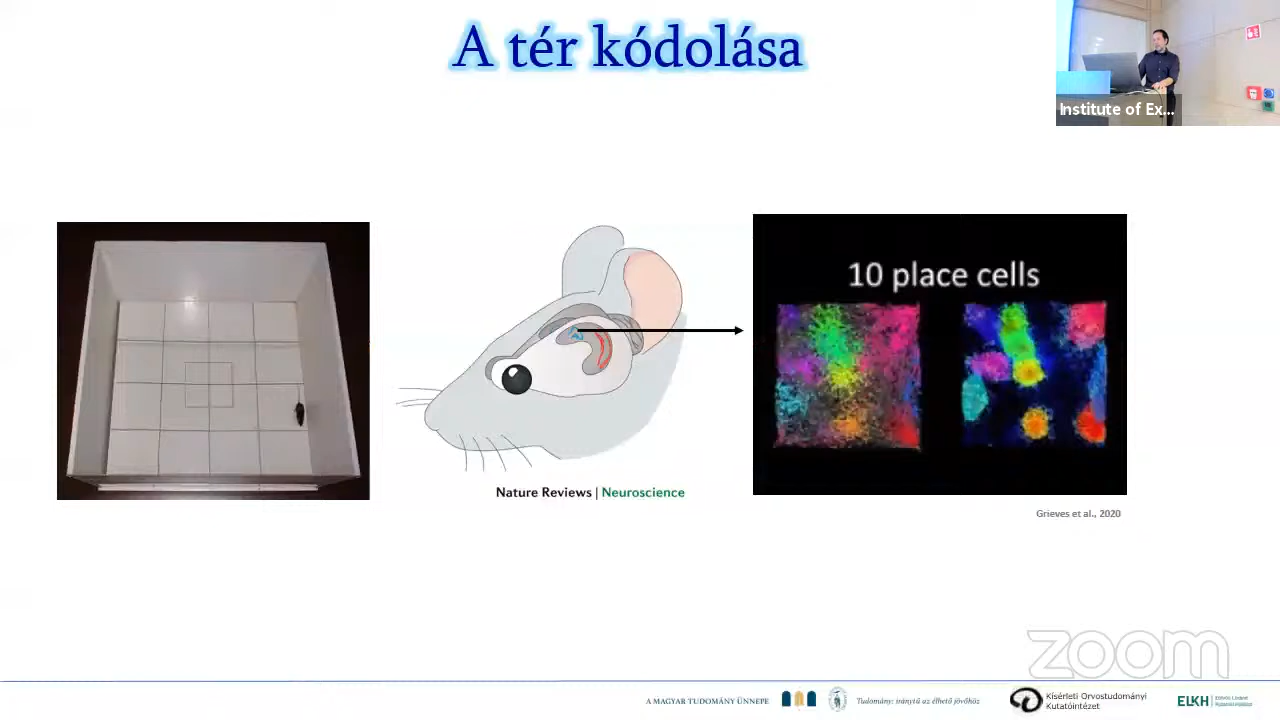 A tér kódolása
Institute of Ex...
10 place cells
Nature Reviews | Neuroscience
Grieves et al., 2020
zoom
A MAGYAR TUDOMÁNY ÜNNEPE
Tudomány: iránytű az élhető jövőhöz
Kísérleti Orvostudományi
Kutatóintézet
ELKH
Eötvös Loránd
Kutatási Hálózat